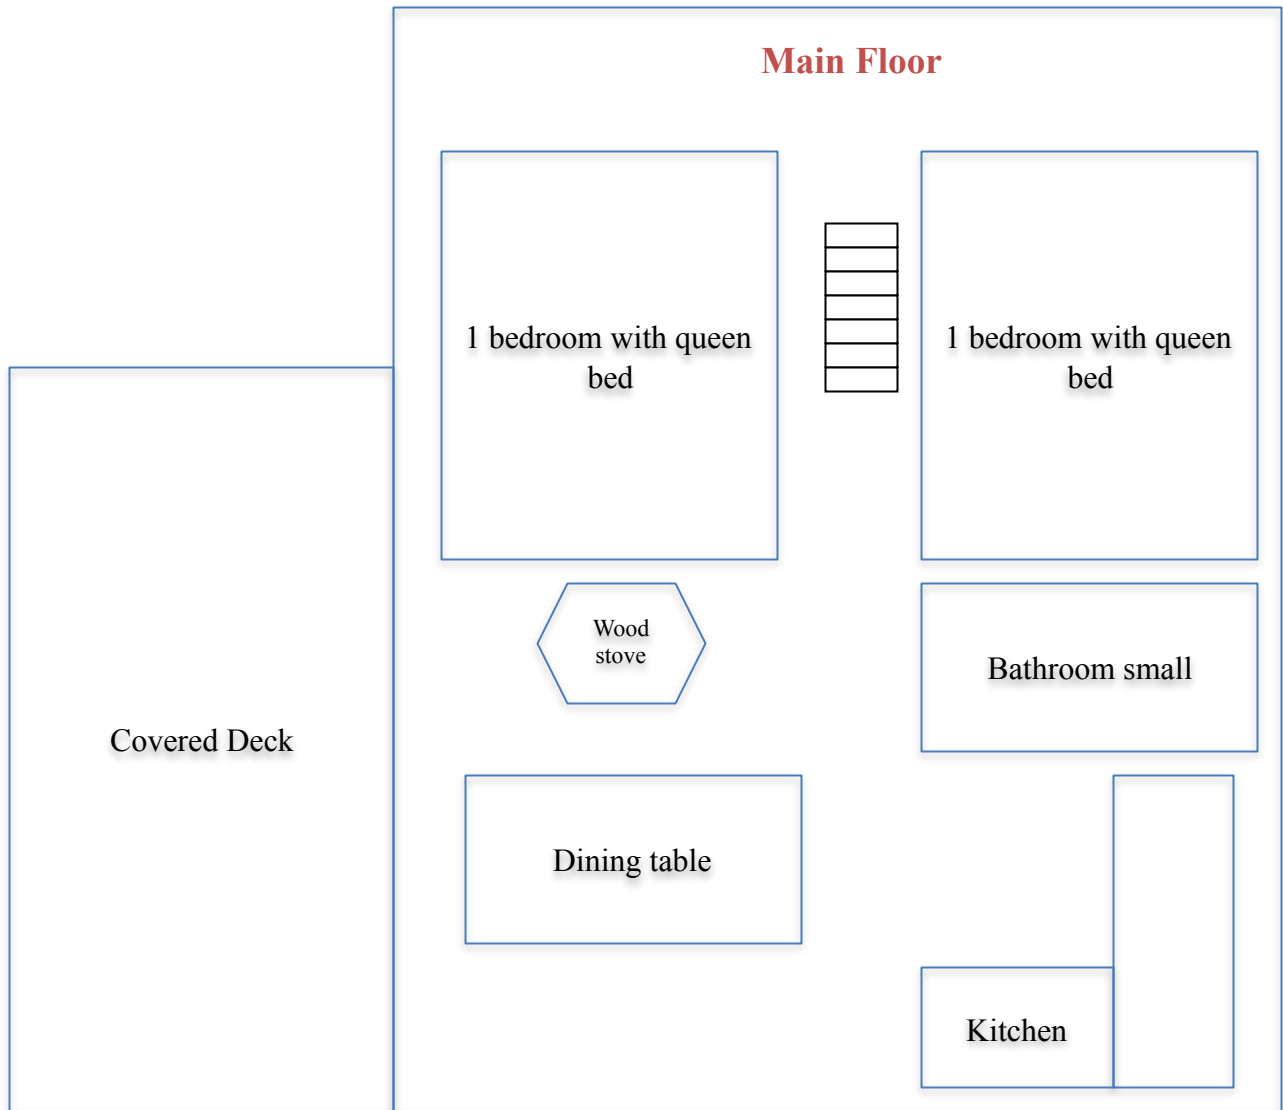 Main Floor
1 bedroom with queen
bed
1 bedroom with queen
bed
Wood
stove
Bathroom small
Covered Deck
Dining table
Kitchen